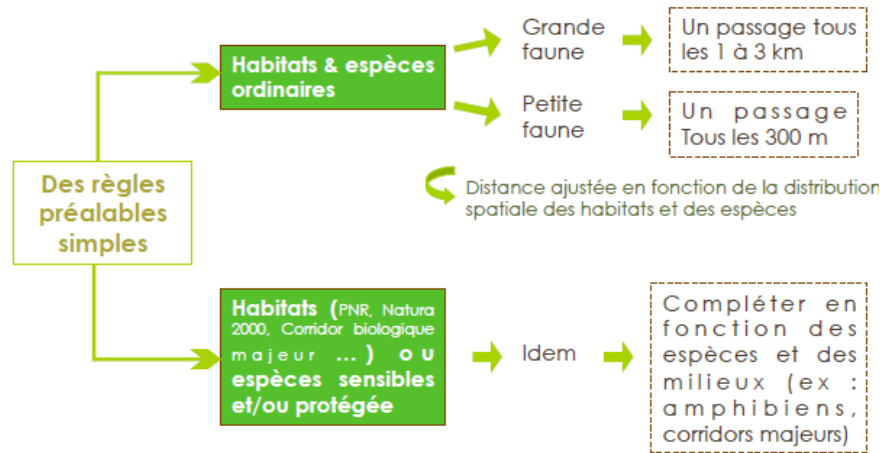 Des règles
préalables
simples
Habitats & espèces
ordinaires
Grande
faune
Un passage tous
les 1 à 3 km
Petite
faune
Un passage
Tous les 300 m
Distance ajustée en fonction de la distribution
spatiale des habitats et des espèces
Habitats (PNR, Natura
2000, Corridor biologique
majeur ...) ou
espèces sensibles
et/ou protégée
Idem
Compléter en
fonction des
espèces et des
milieux (ex :
amphibiens,
corridors majeurs)